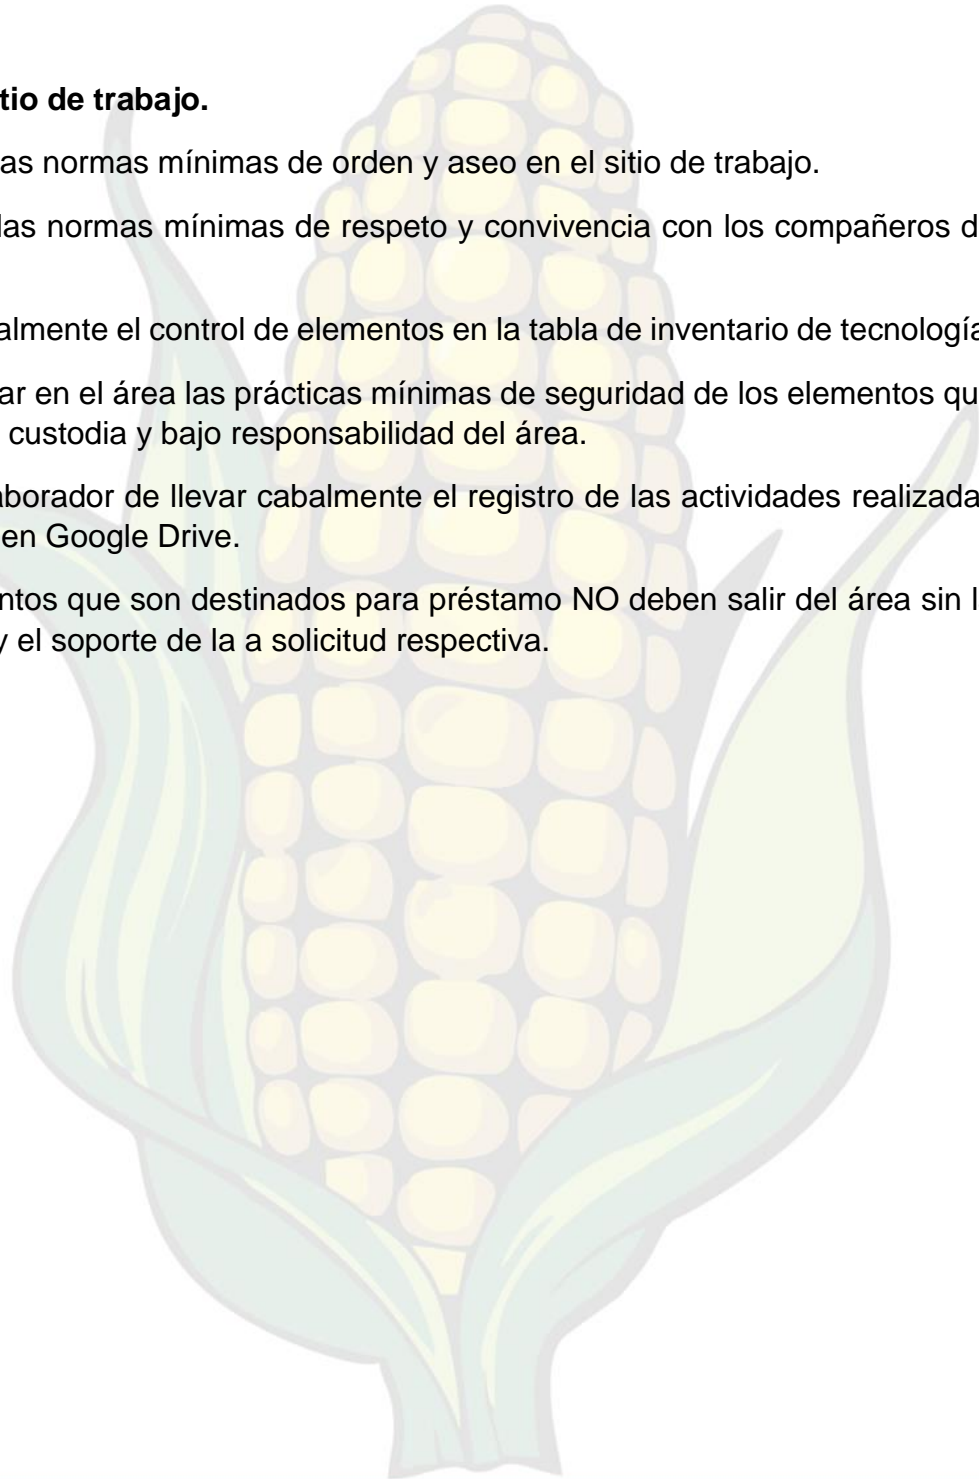 tio de trabajo.
as normas mínimas de orden y aseo en el sitio de trabajo.
las normas mínimas de respeto y convivencia con los compañeros d
almente el control de elementos en la tabla de inventario de tecnología
ar en el área las prácticas mínimas de seguridad de los elementos qu
custodia y bajo responsabilidad del área.
aborador de llevar cabalmente el registro de las actividades realizada
en Google Drive.
ntos que son destinados para préstamo NO deben salir del área sin l
y el soporte de la a solicitud respectiva.